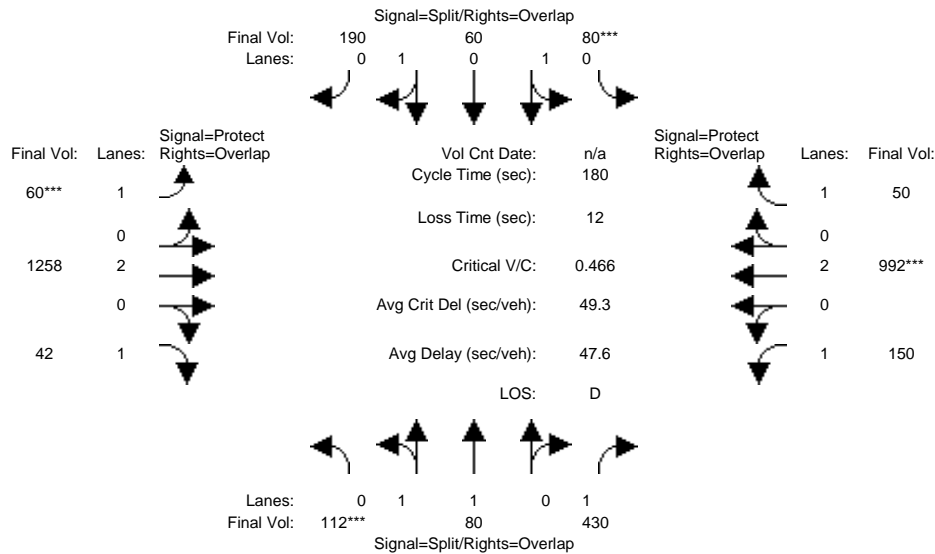 Signal=Split/Rights=Overlap
Final Vol: 190 60 80***
Lanes: 0 1 0 1 0
Signal=Protect
Final Vol: Lanes: Rights=Overlap
Vol Cnt Date: n/a
Signal=Protect
Rights=Overlap Lanes: Final Vol:
Cycle Time (sec): 180
60*** 1
1 50
Loss Time (sec): 12
0
0
1258 2
Critical V/C: 0.466
2 992***
0
Avg Crit Del (sec/veh): 49.3
0
42 1
Avg Delay (sec/veh): 47.6
1 150
LOS: D
Lanes: 0 1 1 0 1
Final Vol: 112*** 80 430
Signal=Split/Rights=Overlap